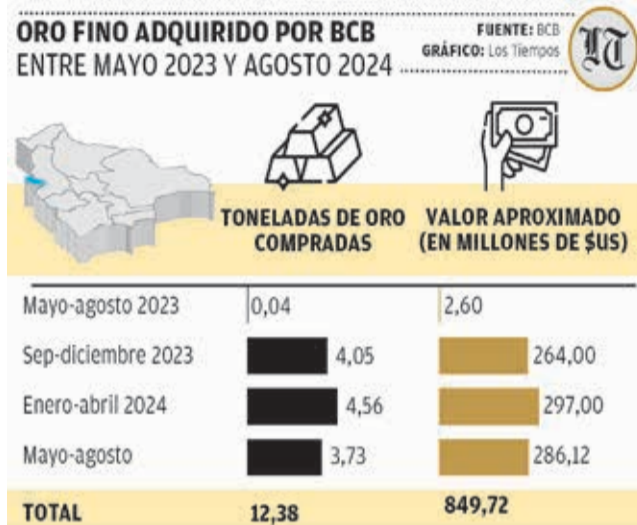 ORO FINO ADQUIRIDO POR BCB
ENTRE MAYO 2023 Y AGOSTO 2024
FUENTE: BCB
GRÁFICO: Los Tiempos
LT
TONELADAS DE ORO COMPRADAS
VALOR APROXIMADO (EN MILLONES DE $US)
Mayo-agosto 2023 0,04 2,60
Sep-diciembre 2023 4,05 264,00
Enero-abril 2024 4,56 297,00
Mayo-agosto 3,73 286,12
TOTAL 12,38 849,72